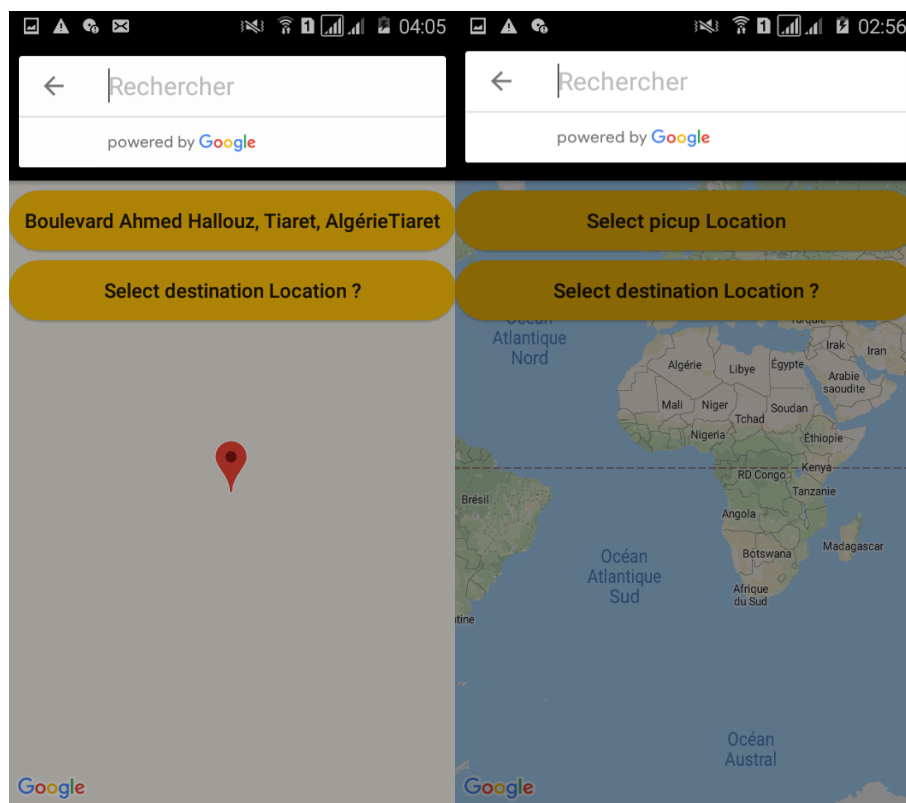 04:05
Rechercher
powered by Google
Boulevard Ahmed Hallouz, Tiaret, AlgérieTiaret
Select destination Location ?
Google
1
02:56
Rechercher
powered by Google
Select picup Location
Select destination Location ?
Océan
Atlantique
Nord
Turquie
Irak
Iran
Algérie
Libye
Égypte
Arabie
saoudite
Mali
Niger
Tchad
Soudan
Nigeria
Éthiopie
RD Congo
Kenya
Tanzanie
Brésil
Angola
Botswana
Madagascar
Océan
Atlantique
Sud
Afrique
du Sud
tine
Océan
Austral
Google